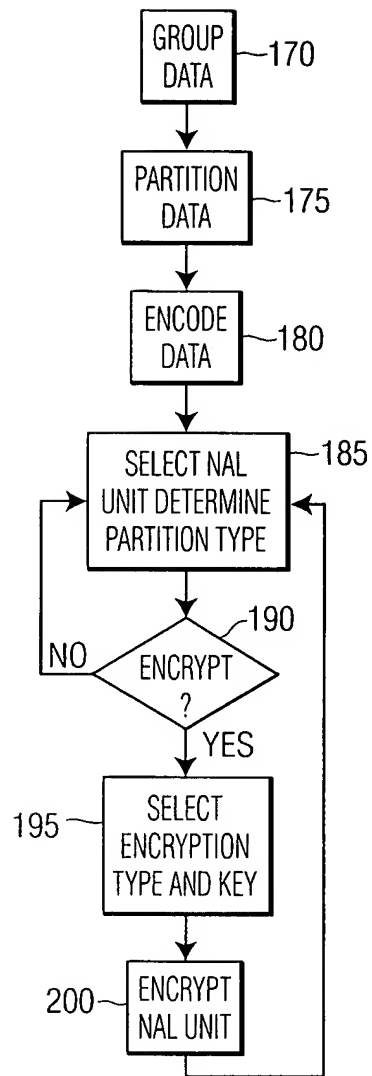 GROUP
DATA
170
PARTITION
DATA
175
ENCODE
DATA
180
SELECT NAL
UNIT DETERMINE
PARTITION TYPE
185
190
NO
ENCRYPT
?
YES
195
SELECT
ENCRYPTION
TYPE AND KEY
200
ENCRYPT
NAL UNIT